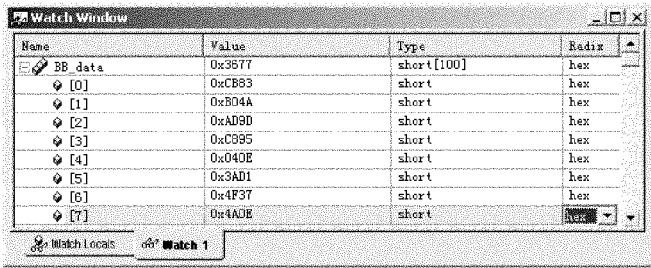 Watch Window
Name Value Type Radix
BB_data 0x3677 short[100] hex
[0] 0xCB83 short hex
[1] 0xB04A short hex
[2] 0xAD9D short hex
[3] 0xC895 short hex
[4] 0x040E short hex
[5] 0x3AD1 short hex
[6] 0x4F37 short hex
[7] 0x4ADE short hex
Watch Locals Watch 1